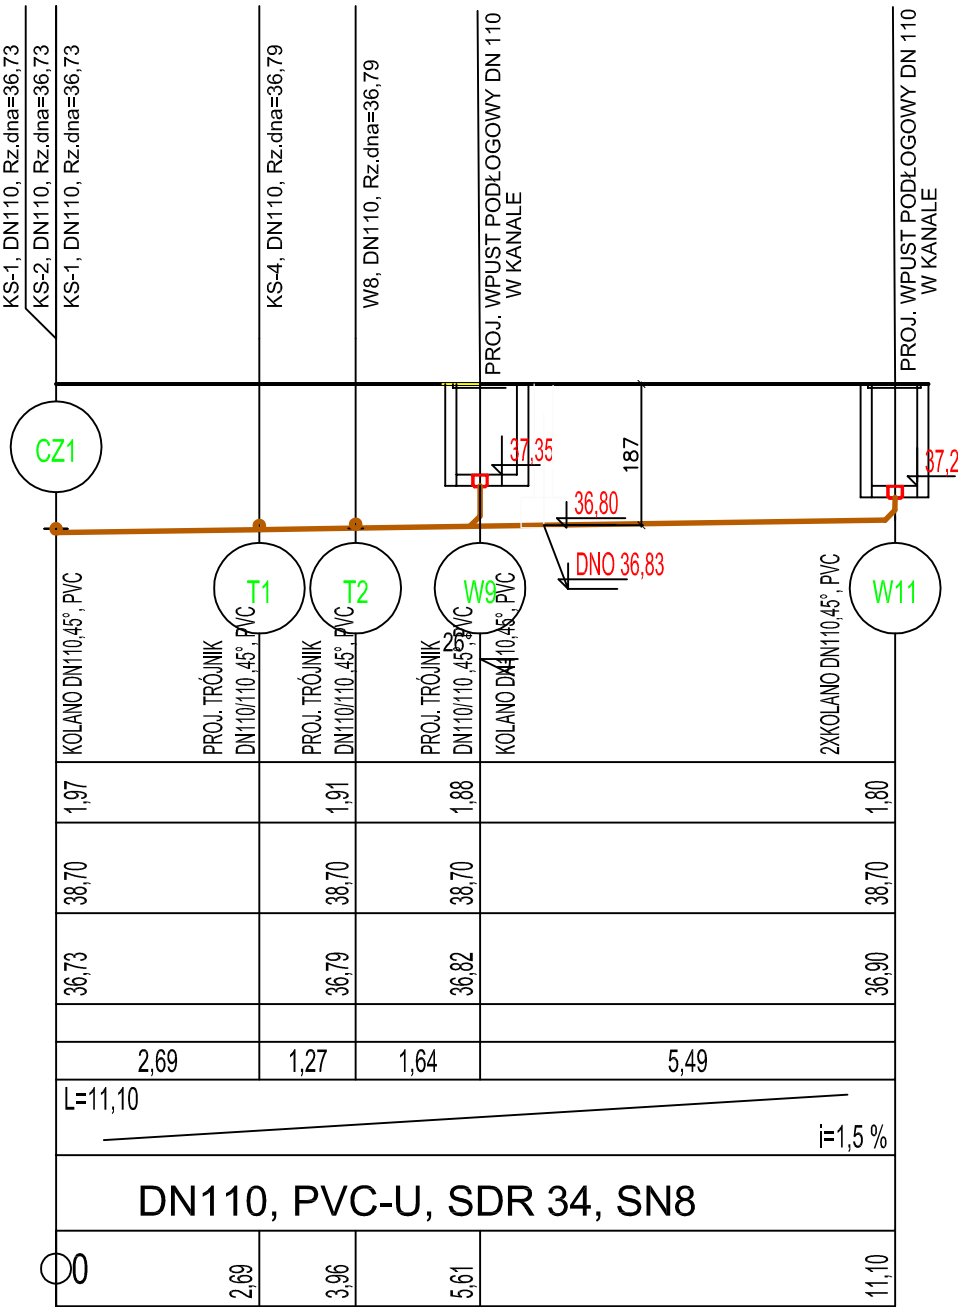 KS-1, DN110, Rz.dna=36,73
KS-2, DN110, Rz.dna=36,73
KS-1, DN110, Rz.dna=36,73
KS-4, DN110, Rz.dna=36,79
W8, DN110, Rz.dna=36,79
PROJ. WPUST PODŁOGOWY DN 110
W KANALE
PROJ. WPUST PODŁOGOWY DN 110
W KANALE
CZ1
37,35
187
37,2
36,80
DNO 36,83
T1
T2
W9
W11
KOLANO DN110,45°, PVC
PROJ. TRÓJNIK
DN110/110 ,45°, PVC
PROJ. TRÓJNIK
DN110/110 ,45°, PVC
PROJ. TRÓJNIK
DN110/110 ,45°, PVC
KOLANO DN110,45°, PVC
2XKOLANO DN110,45°, PVC
1,97
1,91
1,88
1,80
38,70
38,70
38,70
38,70
36,73
36,79
36,82
36,90
2,69
1,27
1,64
5,49
L=11,10
i=1,5 %
DN110, PVC-U, SDR 34, SN8
0
2,69
3,96
5,61
11,10